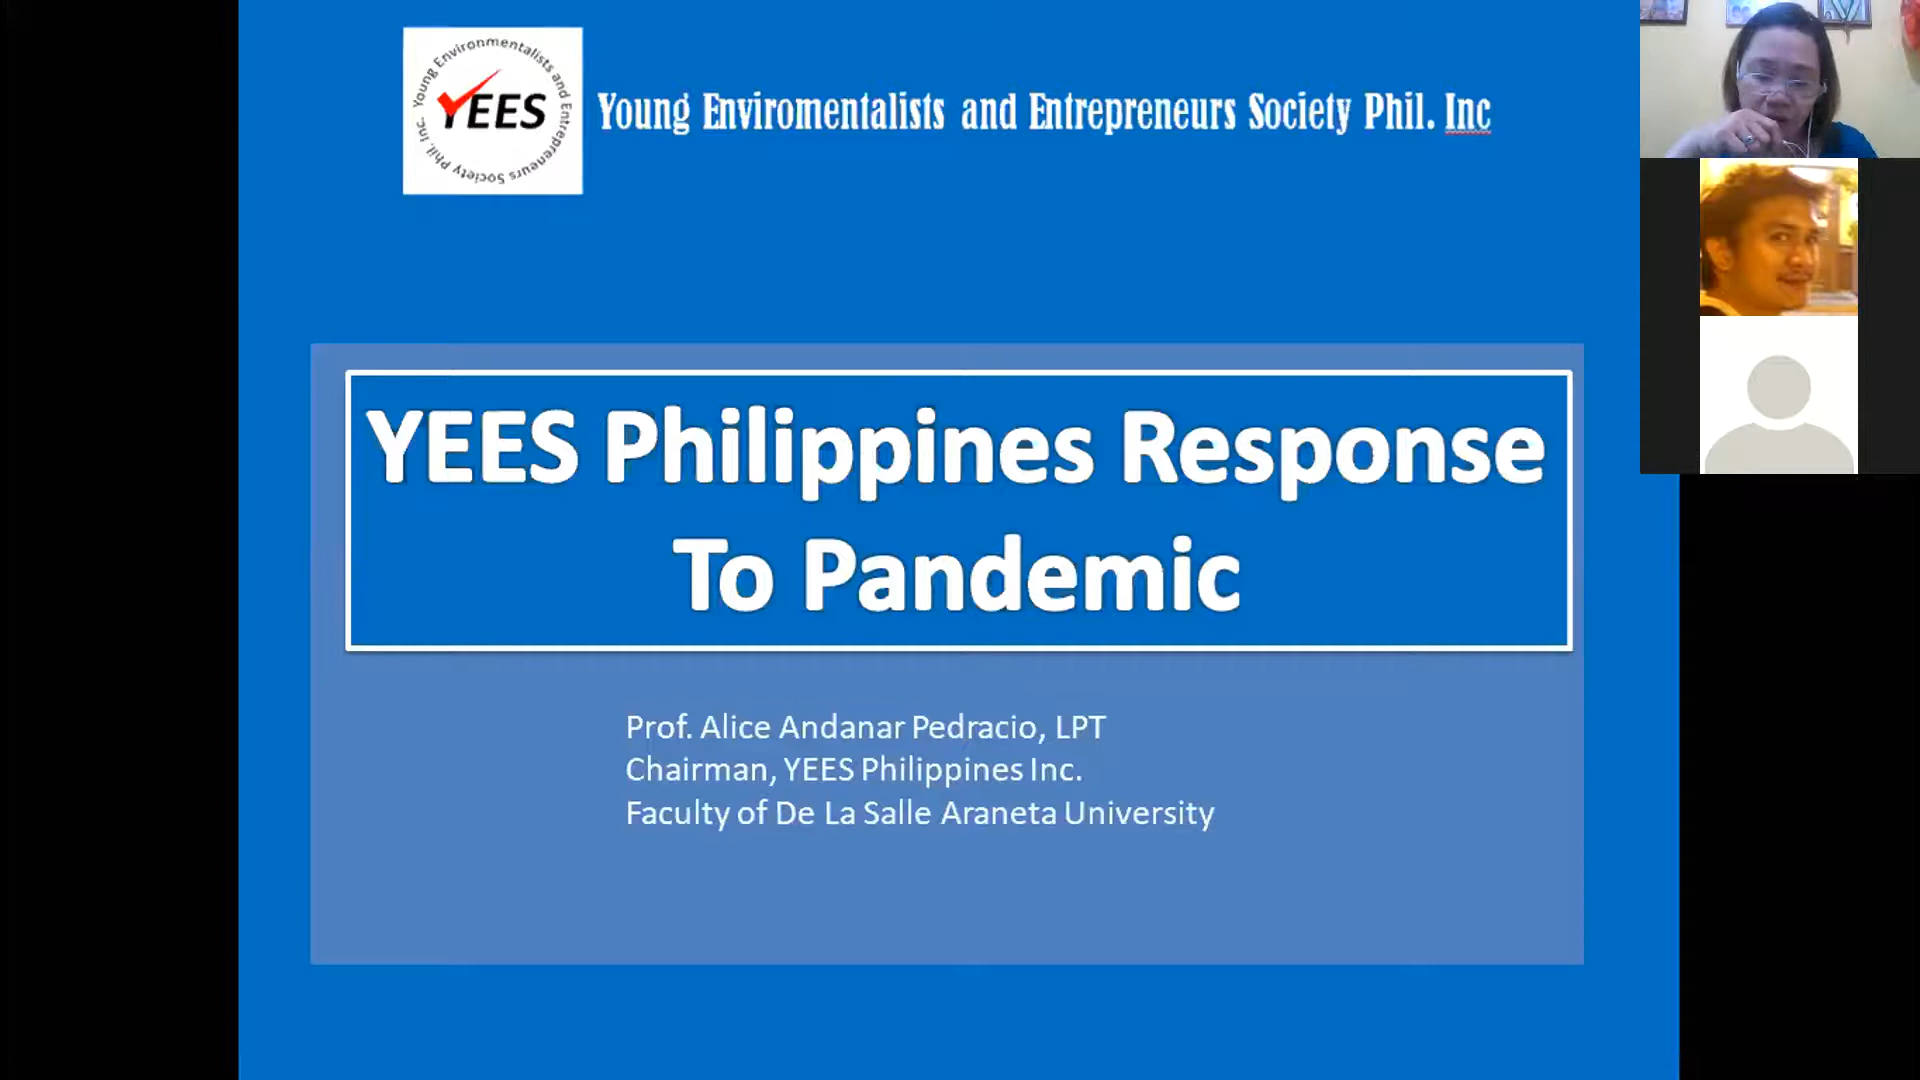 Young Environmentalists and Entrepreneurs Society Phil. Inc.
YEES
Young Enviromentalists and Entrepreneurs Society Phil. Inc
YEES Philippines Response
To Pandemic
Prof. Alice Andanar Pedracio, LPT
Chairman, YEES Philippines Inc.
Faculty of De La Salle Araneta University